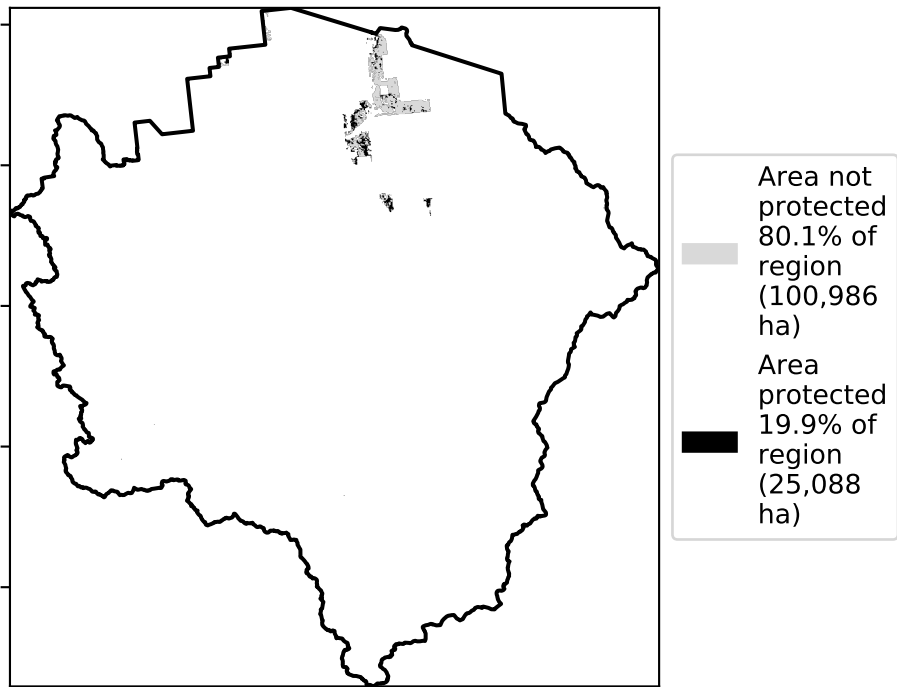 Area not
protected
80.1% of
region
(100,986
ha)
Area
protected
19.9% of
region
(25,088
ha)